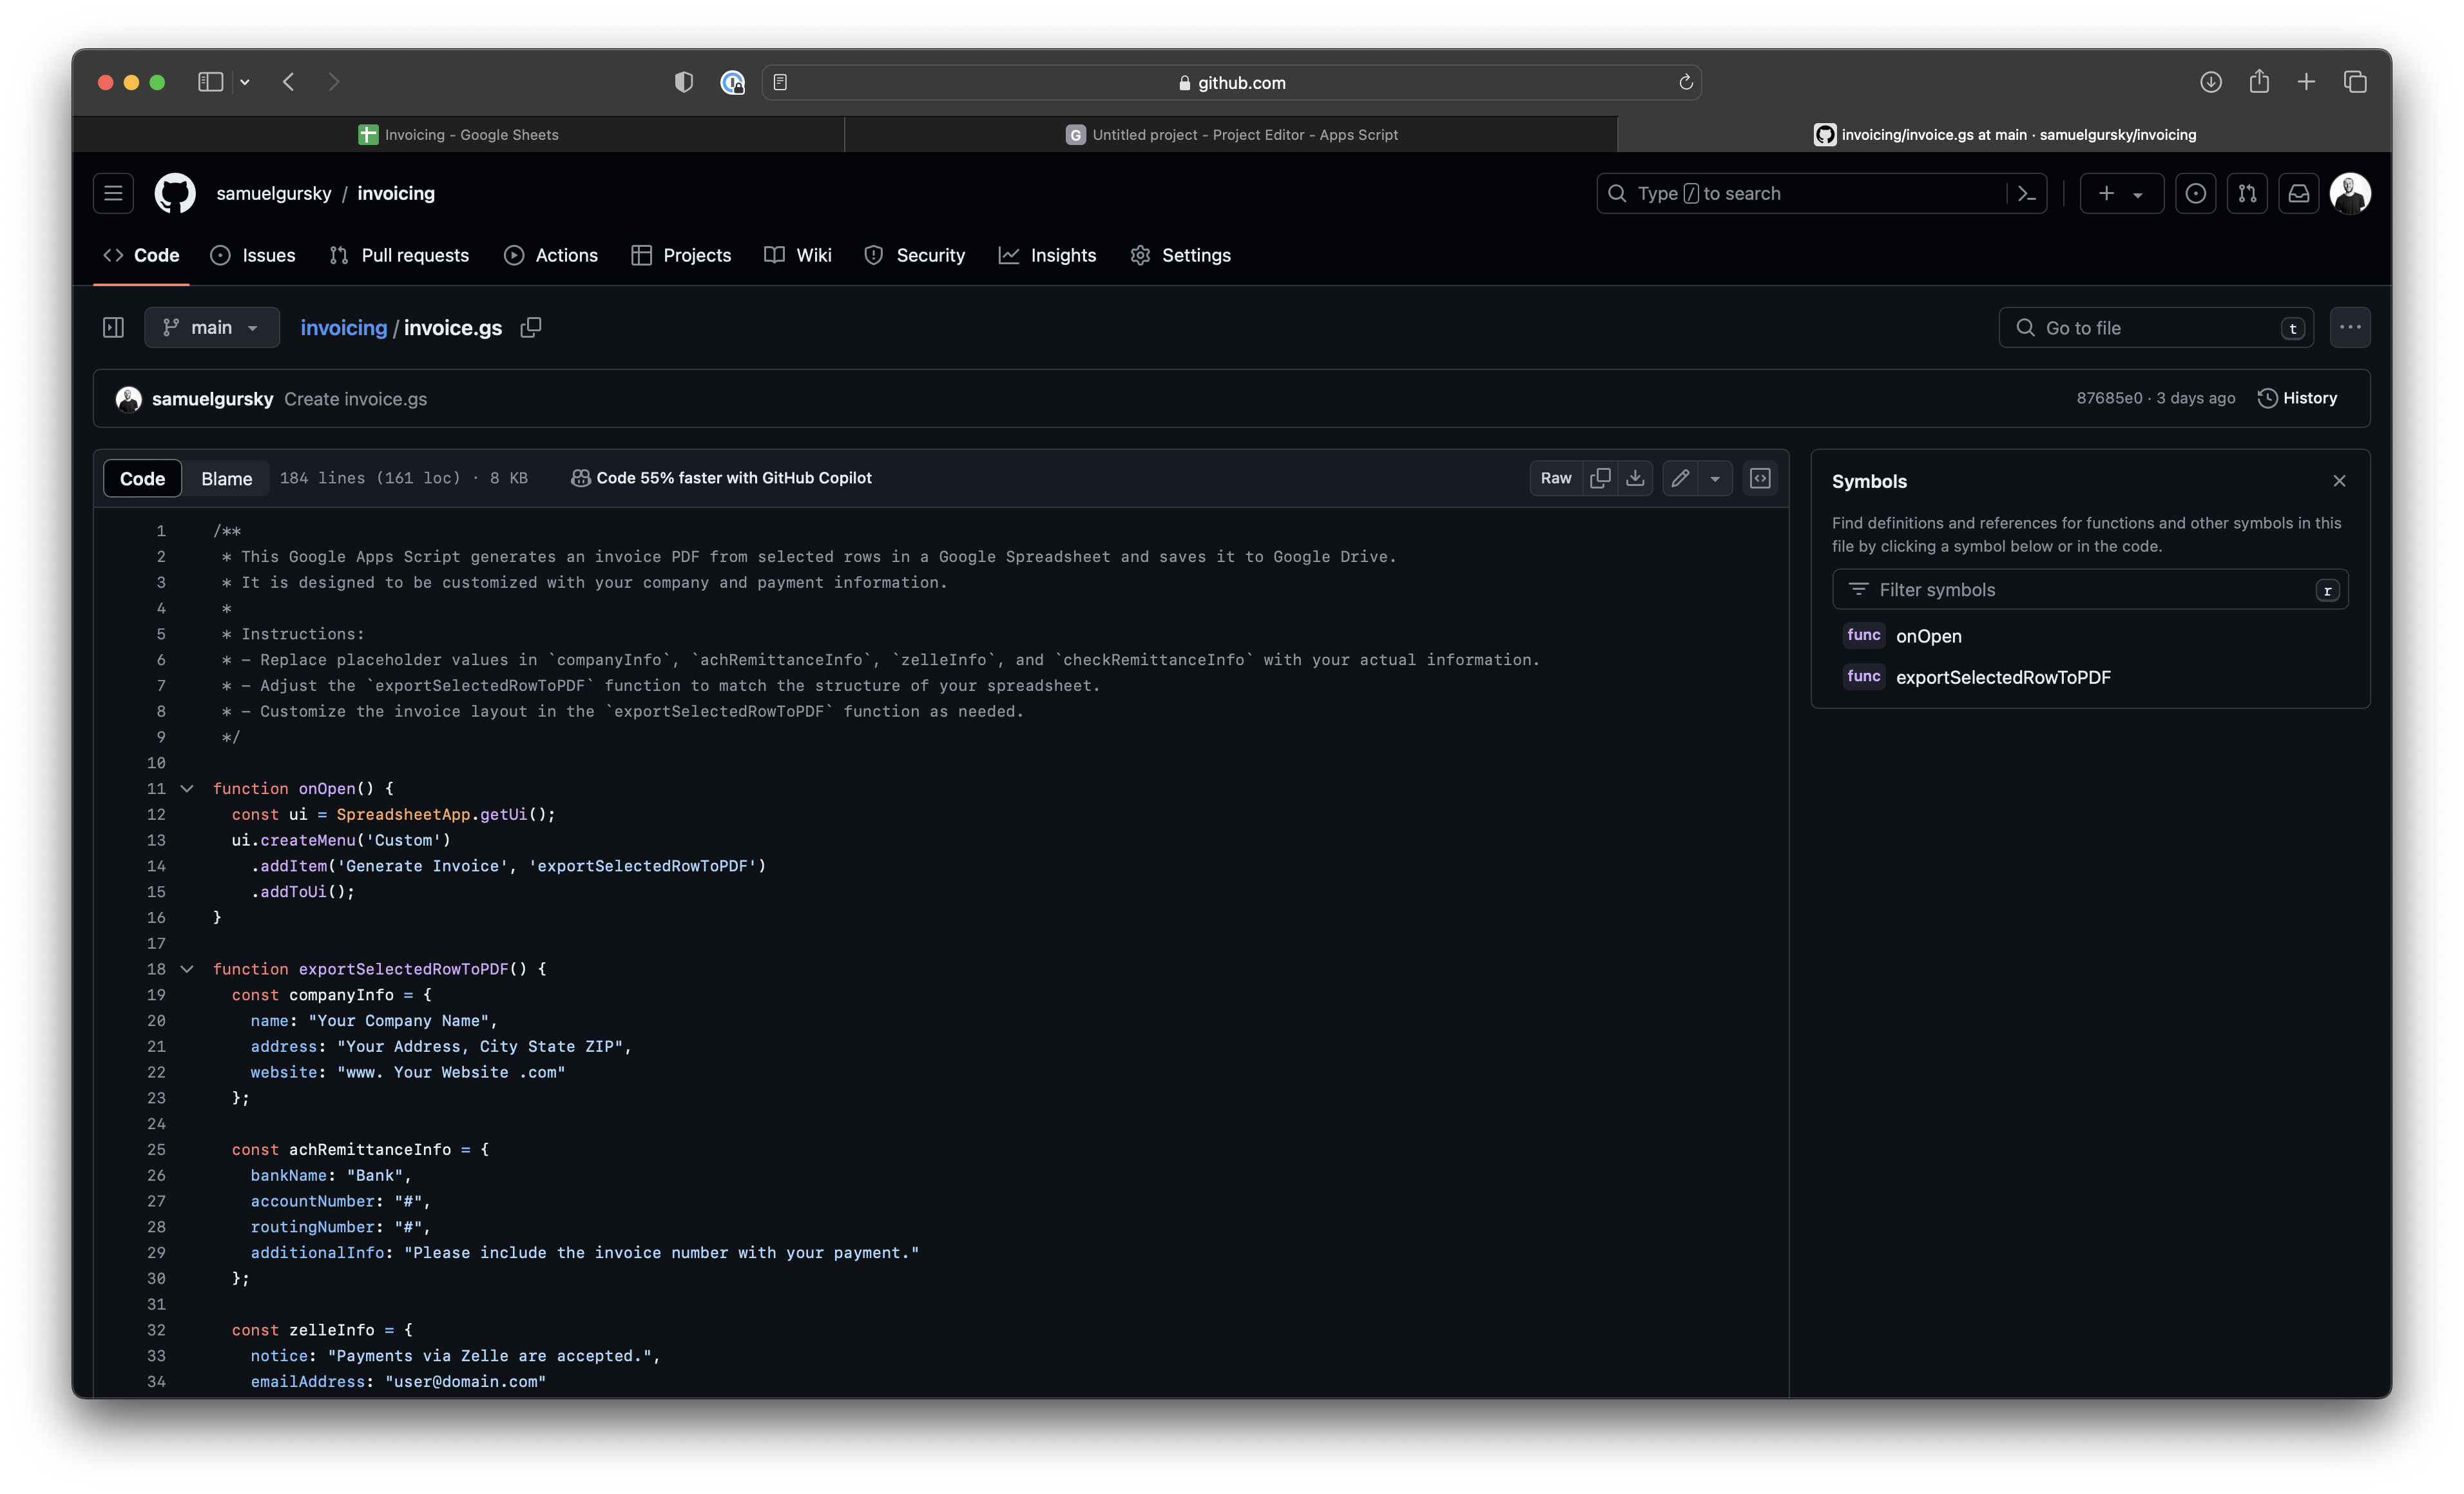 github.com
Invoicing - Google Sheets
G Untitled project - Project Editor - Apps Script
invoicing/invoice.gs at main · samuelgursky/invoicing
samuelgursky / invoicing
Type / to search
Code
Issues
Pull requests
Actions
Projects
Wiki
Security
Insights
Settings
main
invoicing / invoice.gs
Go to file
t
samuelgursky Create invoice.gs
87685e0 · 3 days ago
History
Code
Blame
184 lines (161 loc) · 8 KB
Code 55% faster with GitHub Copilot
Raw
1 /**
2 * This Google Apps Script generates an invoice PDF from selected rows in a Google Spreadsheet and saves it to Google Drive.
3 * It is designed to be customized with your company and payment information.
4 *
5 * Instructions:
6 * - Replace placeholder values in `companyInfo`, `achRemittanceInfo`, `zelleInfo`, and `checkRemittanceInfo` with your actual information.
7 * - Adjust the `exportSelectedRowToPDF` function to match the structure of your spreadsheet.
8 * - Customize the invoice layout in the `exportSelectedRowToPDF` function as needed.
9 */
10
11 function onOpen() {
12 const ui = SpreadsheetApp.getUi();
13 ui.createMenu('Custom')
14 .addItem('Generate Invoice', 'exportSelectedRowToPDF')
15 .addToUi();
16 }
17
18 function exportSelectedRowToPDF() {
19 const companyInfo = {
20 name: "Your Company Name",
21 address: "Your Address, City State ZIP",
22 website: "www. Your Website .com"
23 };
24
25 const achRemittanceInfo = {
26 bankName: "Bank",
27 accountNumber: "#",
28 routingNumber: "#",
29 additionalInfo: "Please include the invoice number with your payment."
30 };
31
32 const zelleInfo = {
33 notice: "Payments via Zelle are accepted.",
34 emailAddress: "user@domain.com"
Symbols
Find definitions and references for functions and other symbols in this
file by clicking a symbol below or in the code.
Filter symbols
r
func onOpen
func exportSelectedRowToPDF